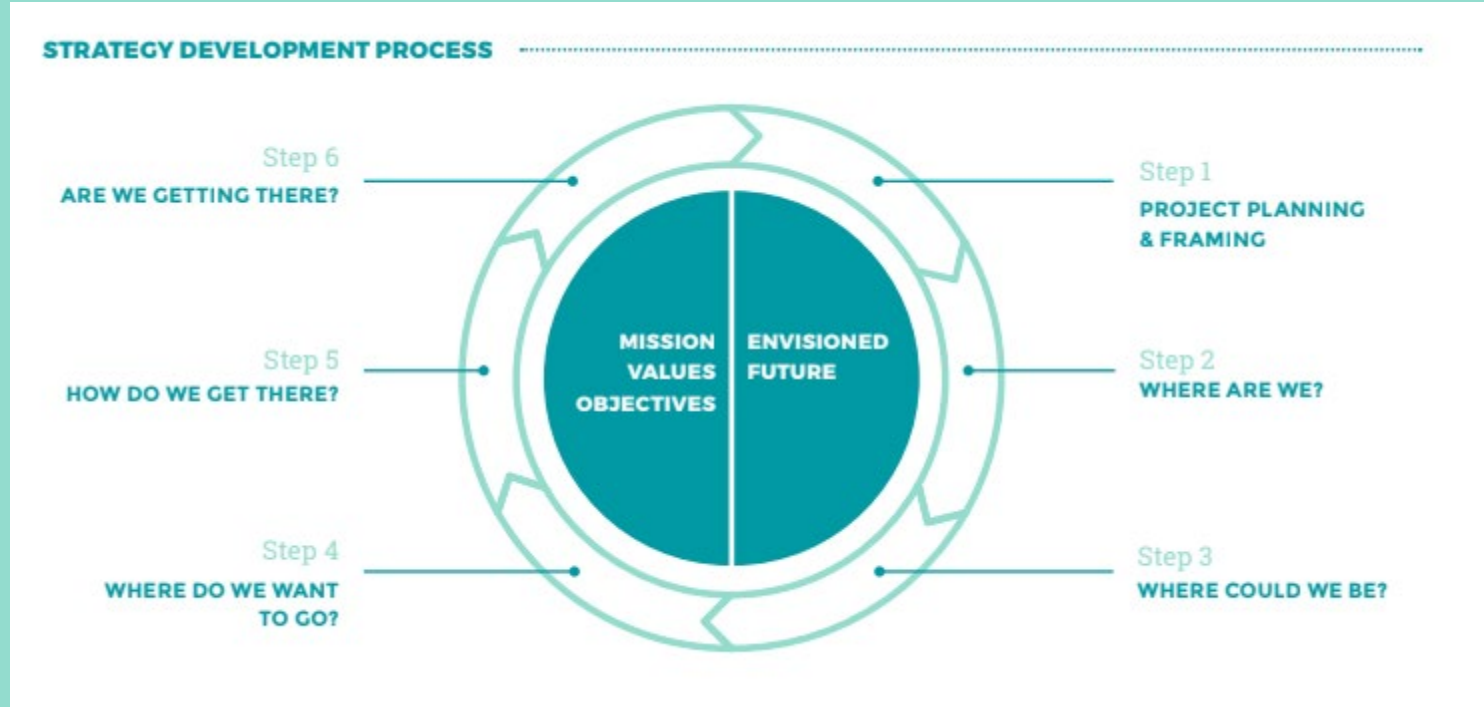 STRATEGY DEVELOPMENT PROCESS
Step 1
PROJECT PLANNING
& FRAMING
Step 2
WHERE ARE WE?
Step 3
WHERE COULD WE BE?
Step 4
WHERE DO WE WANT
TO GO?
Step 5
HOW DO WE GET THERE?
Step 6
ARE WE GETTING THERE?
MISSION
VALUES
OBJECTIVES
ENVISIONED
FUTURE